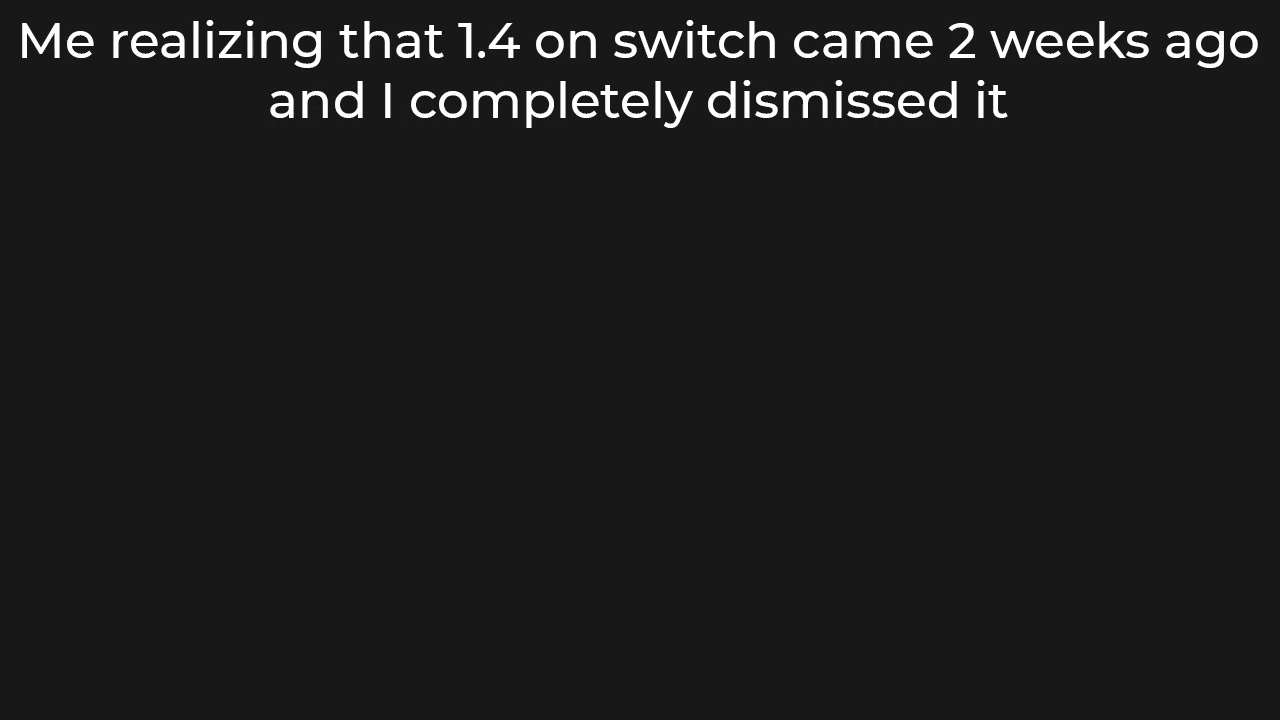 Me realizing that 1.4 on switch came 2 weeks ago
and I completely dismissed it